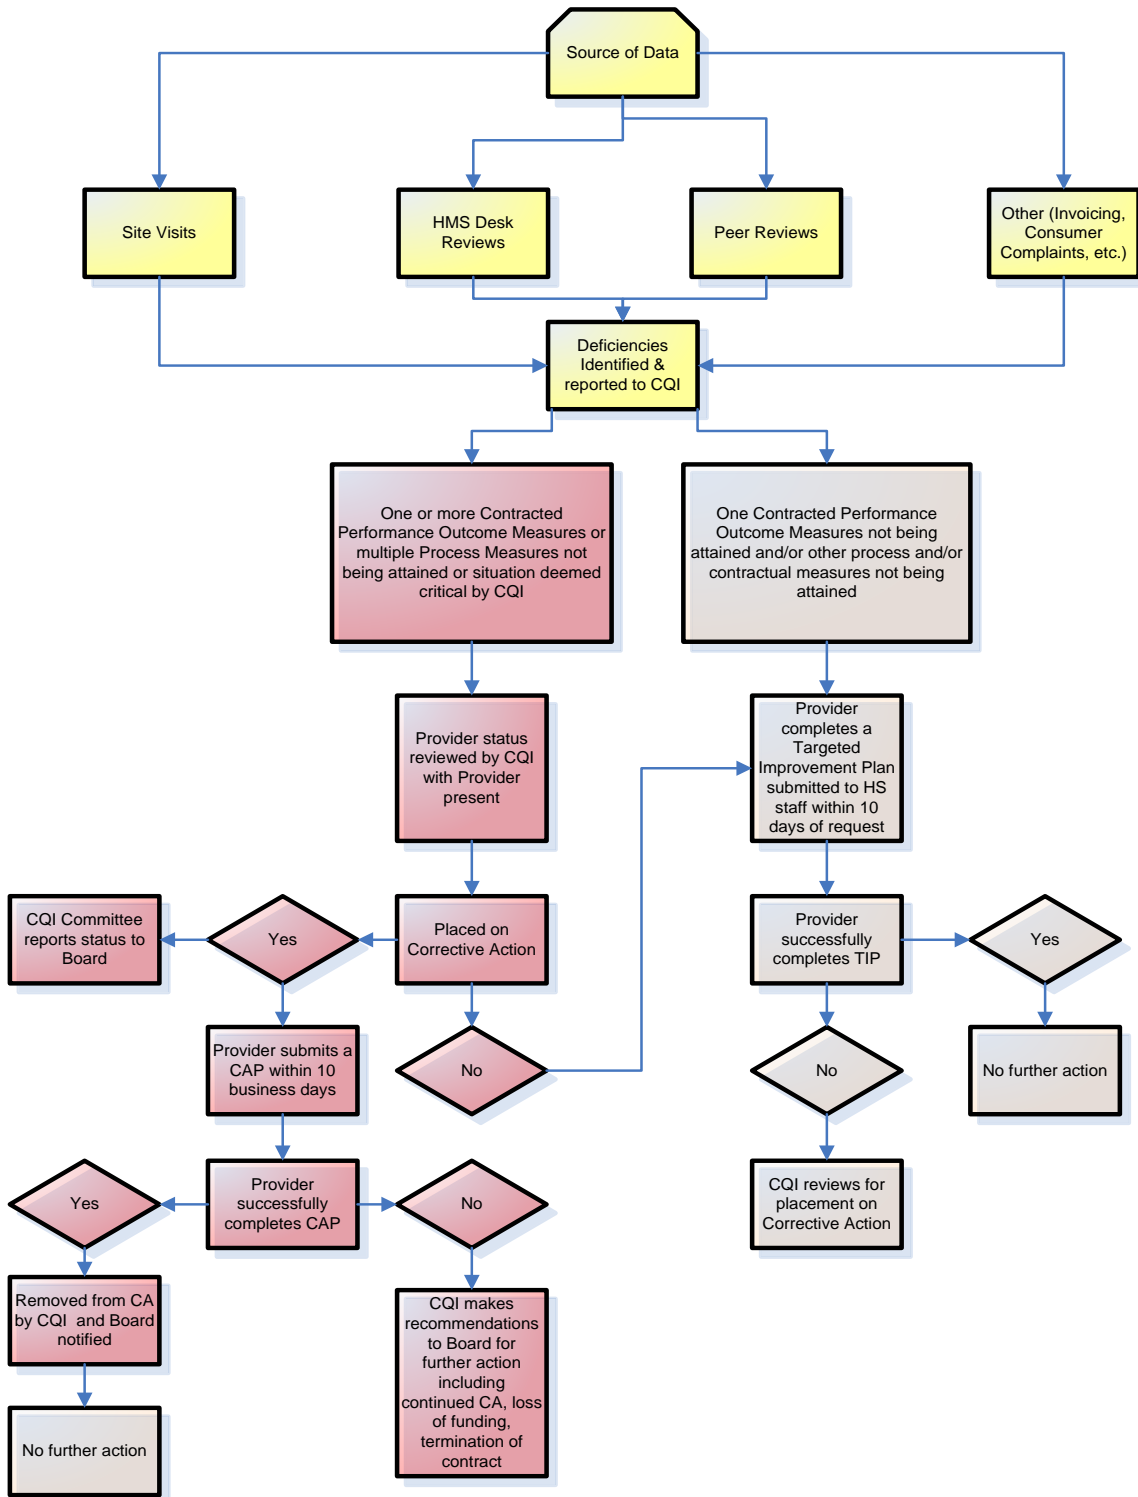 Source of Data
Site Visits
HMS Desk
Reviews
Peer Reviews
Other (Invoicing,
Consumer
Complaints, etc.)
Deficiencies
Identified &
reported to CQI
One or more Contracted
Performance Outcome Measures or
multiple Process Measures not
being attained or situation deemed
critical by CQI
One Contracted Performance
Outcome Measures not being
attained and/or other process and/or
contractual measures not being
attained
Provider status
reviewed by CQI
with Provider
present
Provider
completes a
Targeted
Improvement Plan
submitted to HS
staff within 10
days of request
CQI Committee
reports status to
Board
Yes
Placed on
Corrective Action
Provider
successfully
completes TIP
Yes
Provider submits a
CAP within 10
business days
No
No
No further action
Yes
Provider
successfully
completes CAP
No
CQI reviews for
placement on
Corrective Action
Removed from CA
by CQI  and Board
notified
CQI makes
recommendations
to Board for
further action
including
continued CA, loss
of funding,
termination of
contract
No further action